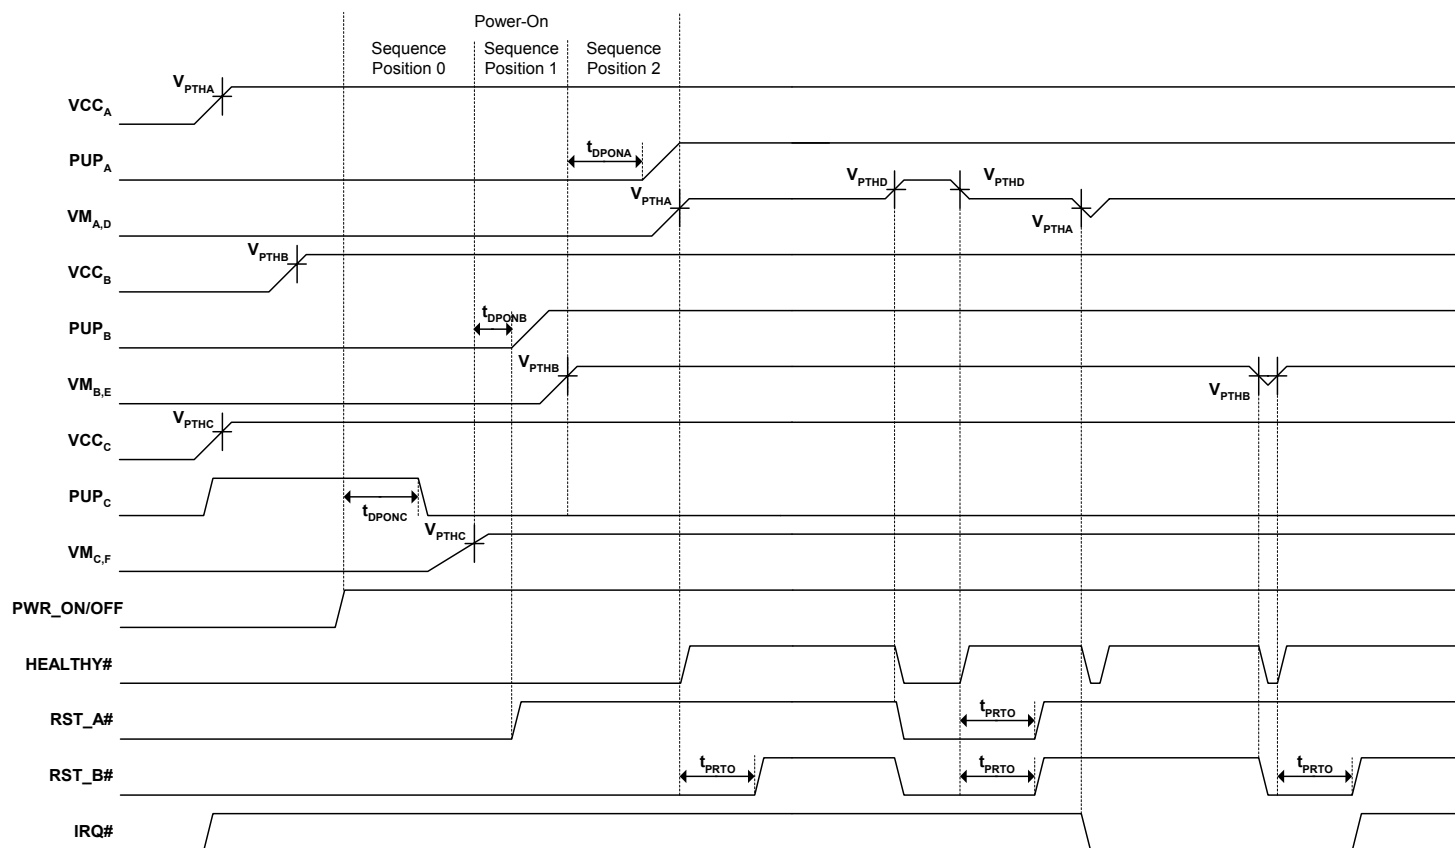 Power-On
Sequence Position 0
Sequence Position 1
Sequence Position 2
VPTHA
VCCA
tDPONA
PUPA
VPTHD
VPTHD
VPTHA
VMA,D
VPTHA
VPTHB
VCCB
tDPONB
PUPB
VPTHB
VMB,E
VPTHB
VPTHC
VCCC
PUPC
tDPONC
VPTHC
VMC,F
PWR_ON/OFF
HEALTHY#
RST_A#
tPRTO
RST_B#
tPRTO
tPRTO
tPRTO
IRQ#